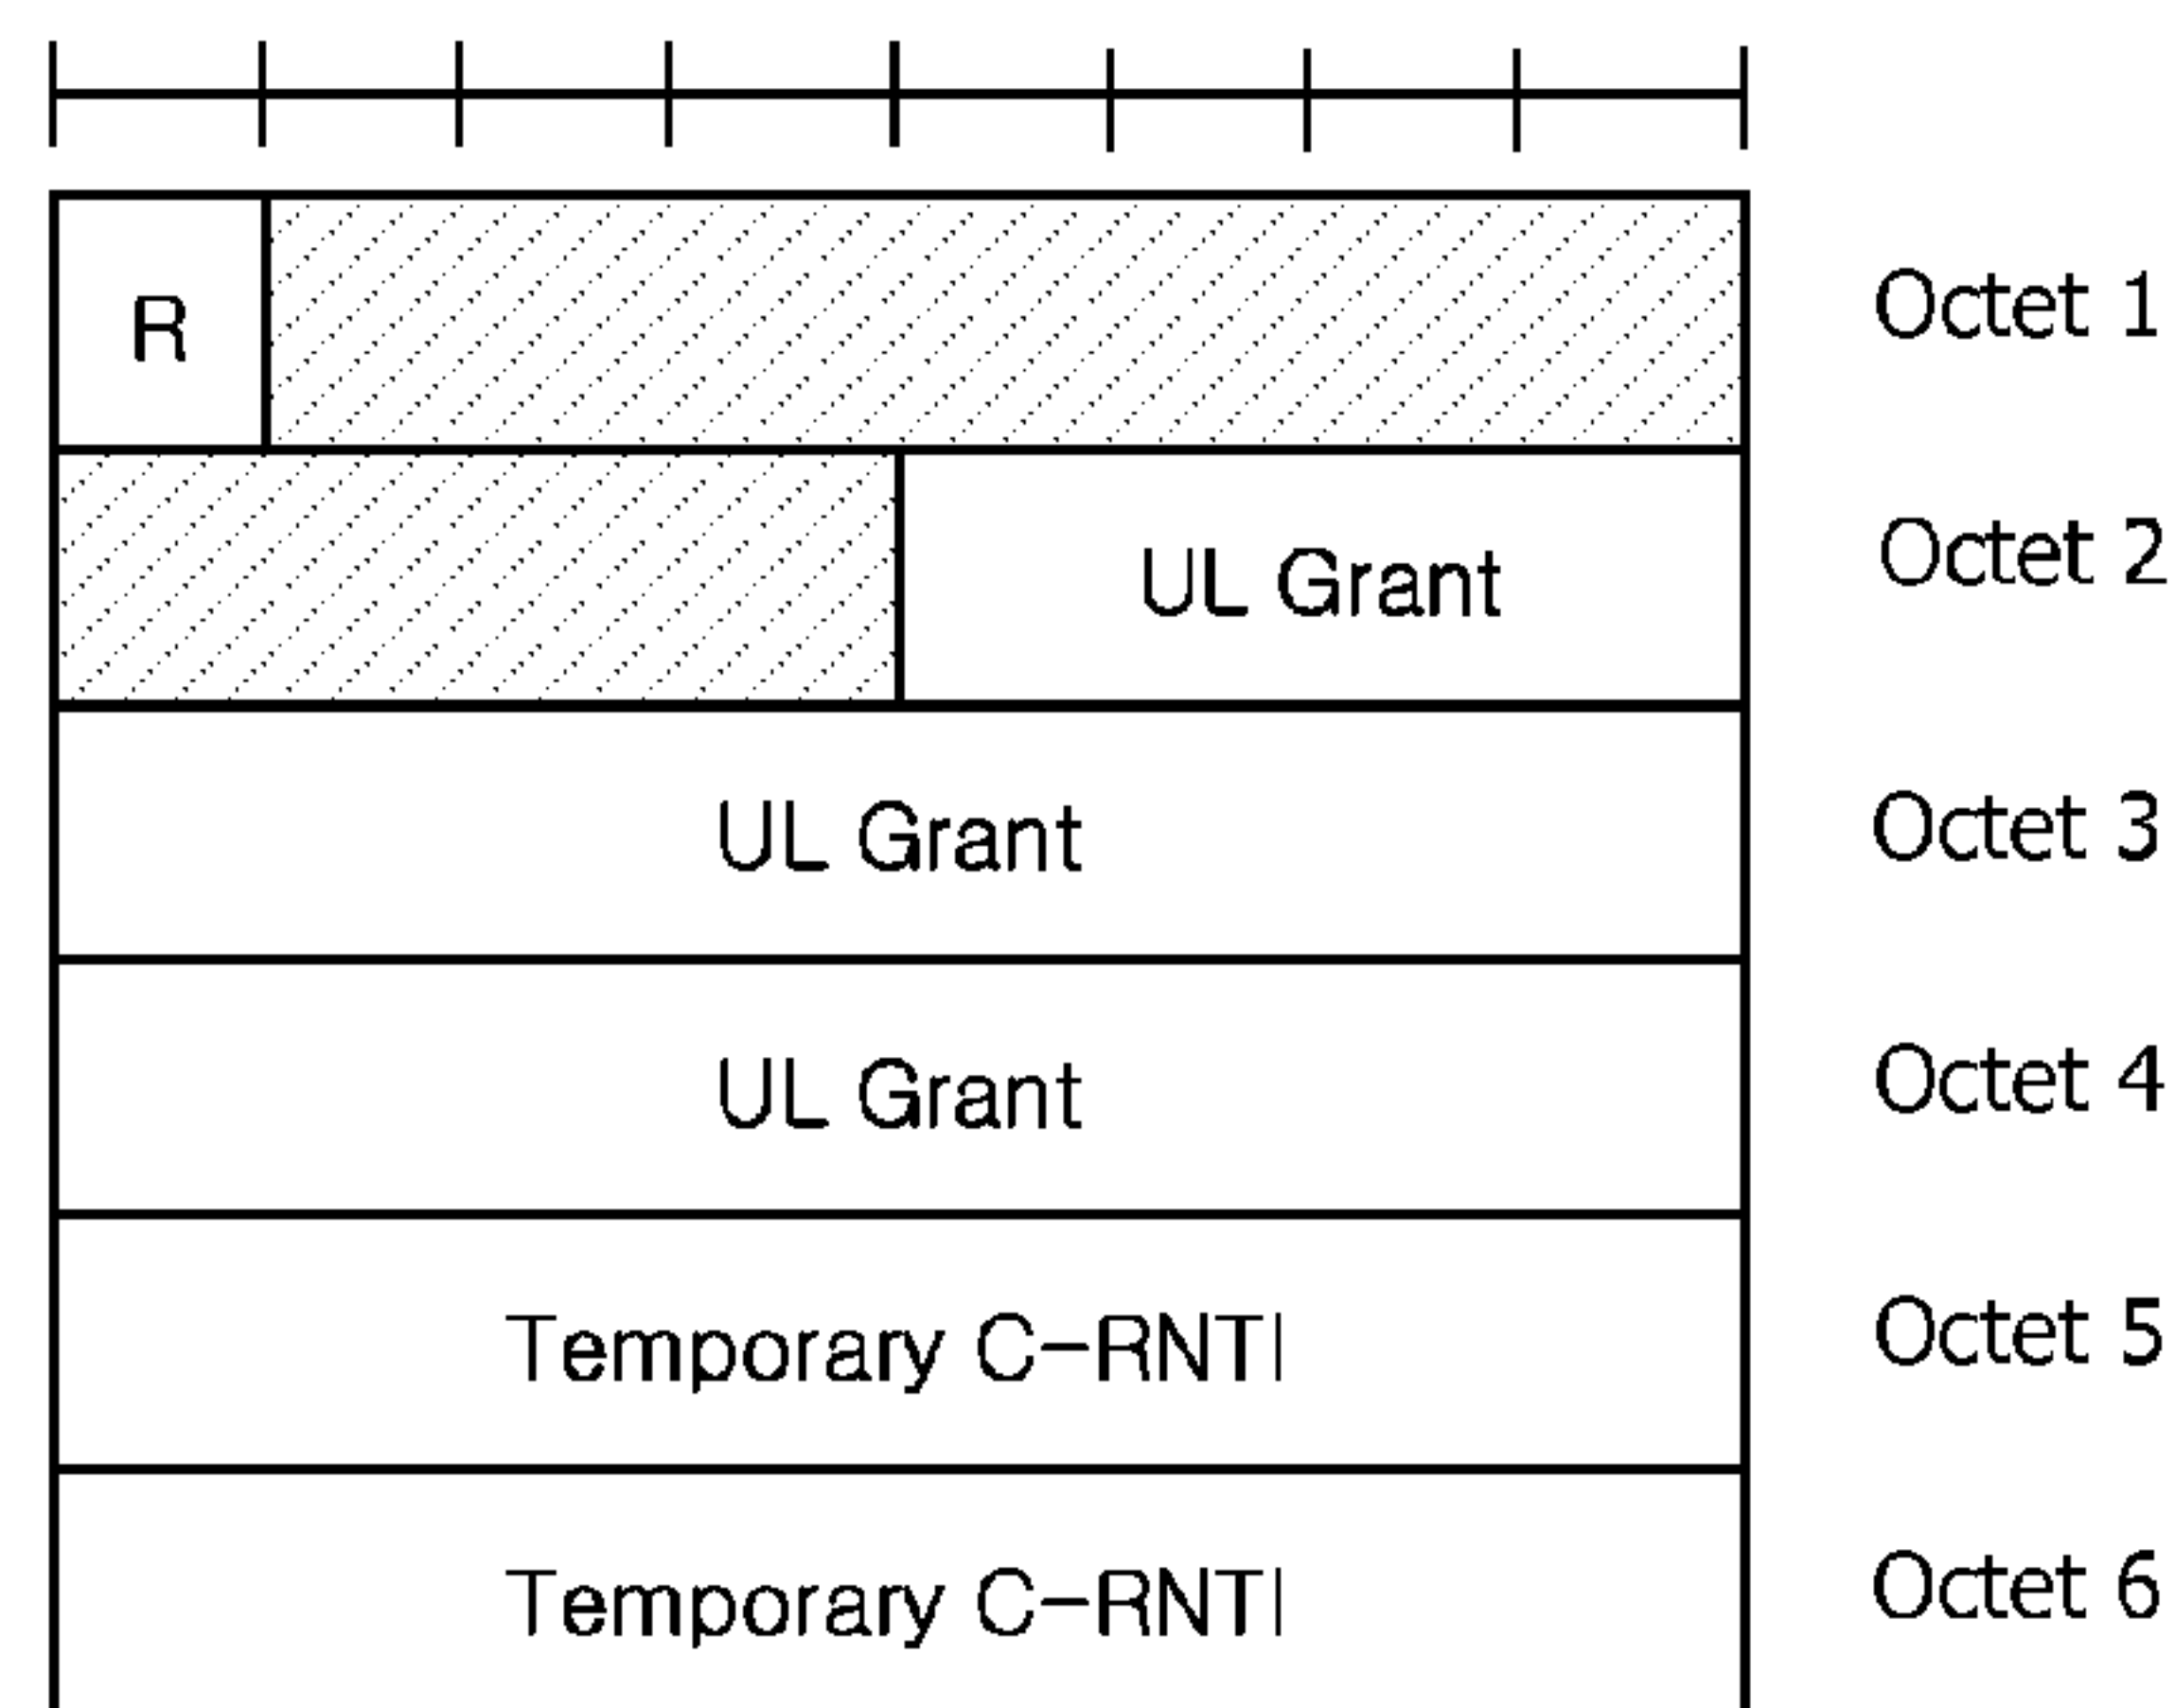 R Octet 1
UL Grant Octet 2
UL Grant Octet 3
UL Grant Octet 4
Temporary C-RNTI Octet 5
Temporary C-RNTI Octet 6